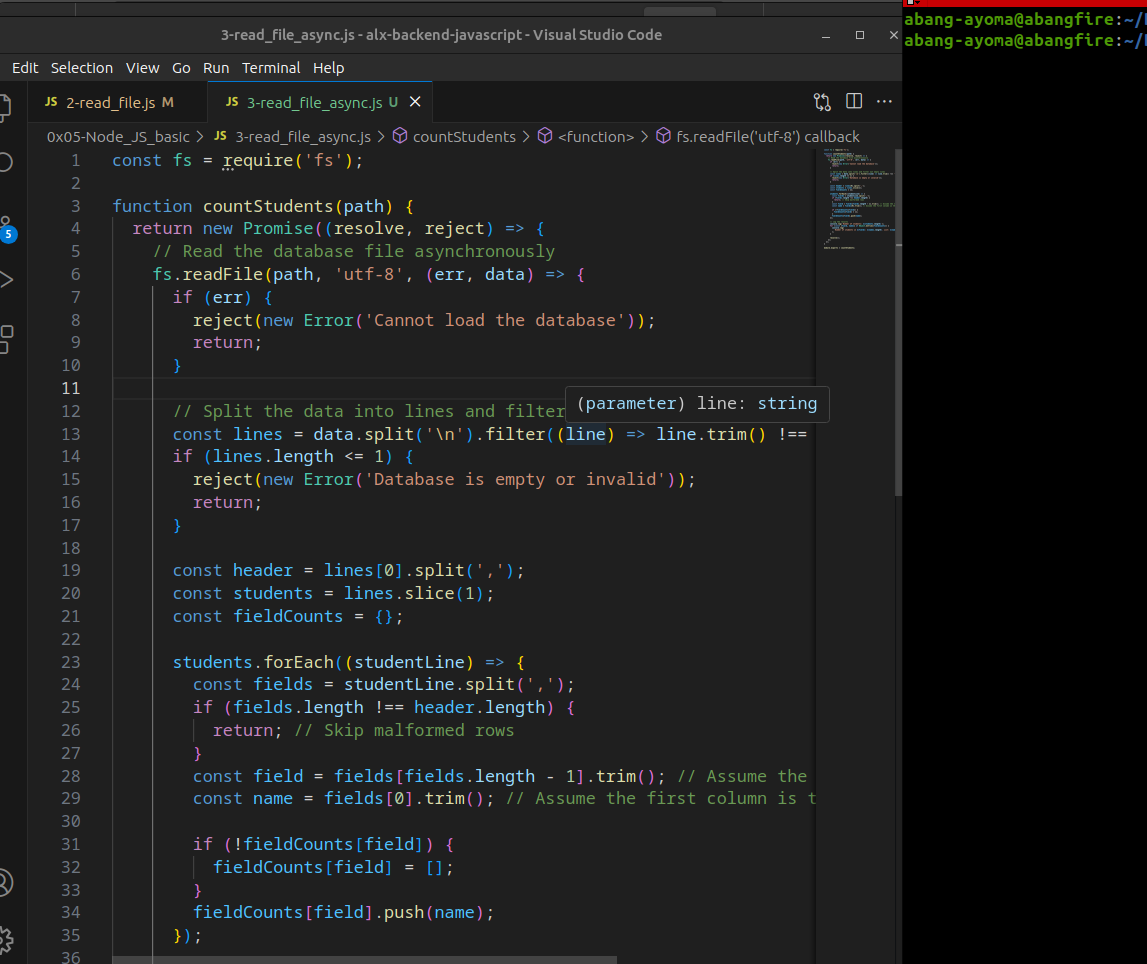 3-read_file_async.js - alx-backend-javascript - Visual Studio Code
Edit Selection View Go Run Terminal Help
JS 2-read_file.js M JS 3-read_file_async.js U
0x05-Node_JS_basic > JS 3-read_file_async.js > countStudents > <function> > fs.readFile('utf-8') callback
1 const fs = require('fs');
2
3 function countStudents(path) {
4 return new Promise((resolve, reject) => {
5 // Read the database file asynchronously
6 fs.readFile(path, 'utf-8', (err, data) => {
7 if (err) {
8 reject(new Error('Cannot load the database'));
9 return;
10 }
11
(parameter) line: string
12 // Split the data into lines and filter
13 const lines = data.split('\n').filter((line) => line.trim() !==
14 if (lines.length <= 1) {
15 reject(new Error('Database is empty or invalid'));
16 return;
17 }
18
19 const header = lines[0].split(',');
20 const students = lines.slice(1);
21 const fieldCounts = {};
22
23 students.forEach((studentLine) => {
24 const fields = studentLine.split(',');
25 if (fields.length !== header.length) {
26 return; // Skip malformed rows
27 }
28 const field = fields[fields.length - 1].trim(); // Assume the
29 const name = fields[0].trim(); // Assume the first column is t
30
31 if (!fieldCounts[field]) {
32 fieldCounts[field] = [];
33 }
34 fieldCounts[field].push(name);
35 });
36
5
abang-ayoma@abangfire:~/
abang-ayoma@abangfire:~/